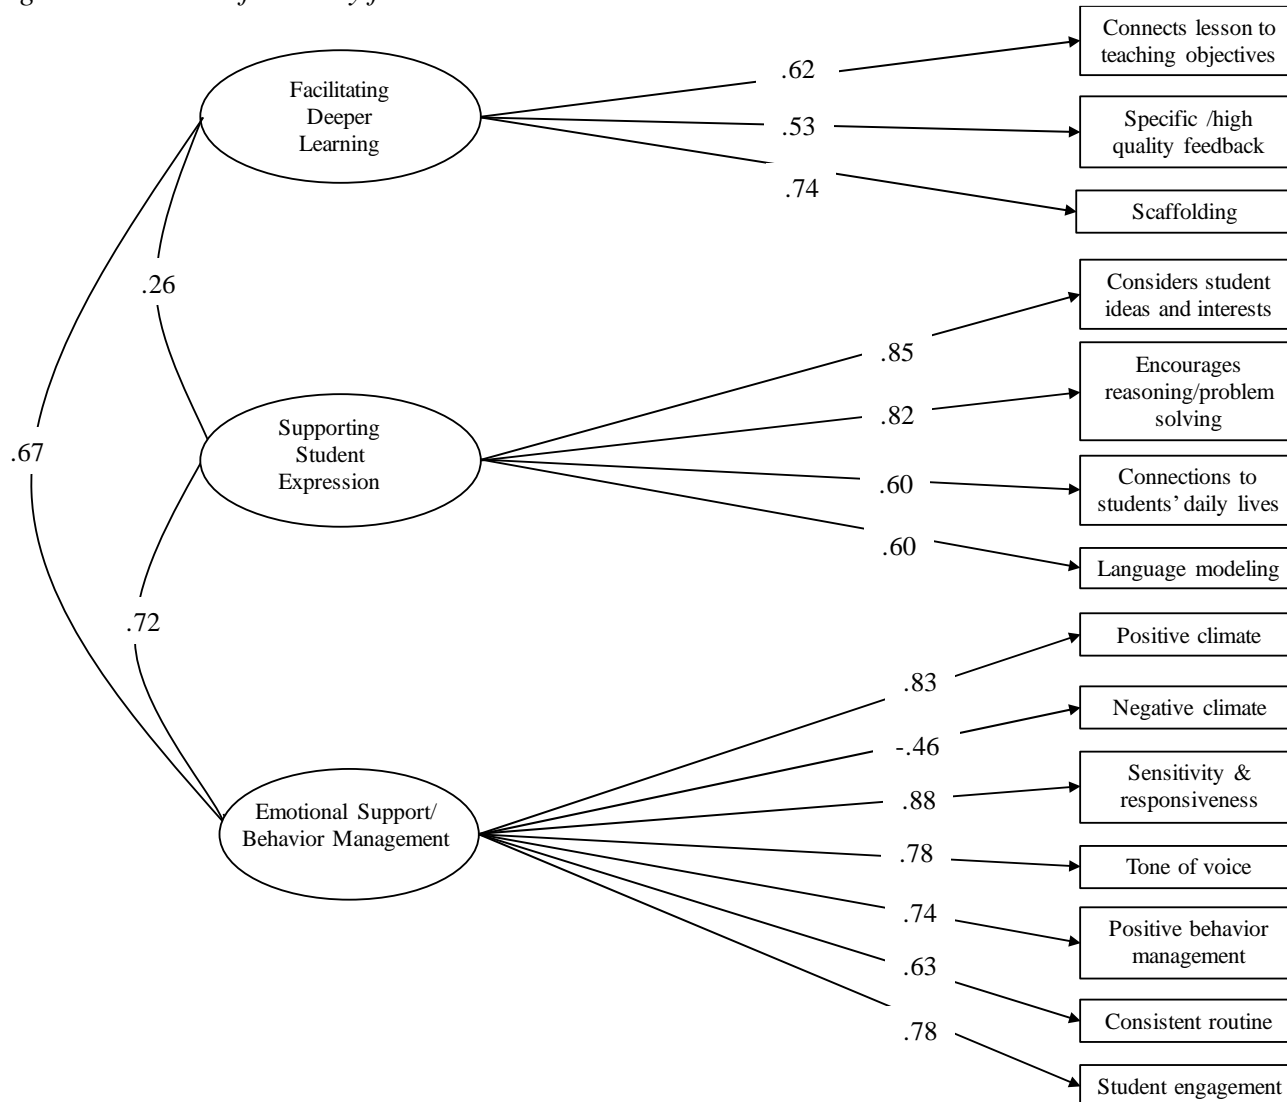 Connects lesson to
teaching objectives
.62
Facilitating
Deeper
Learning
.53
Specific /high
quality feedback
.74
Scaffolding
.26
Considers student
ideas and interests
.85
Encourages
reasoning/problem
solving
.82
Supporting
Student
Expression
.67
.60
Connections to
students' daily lives
.60
Language modeling
.72
Positive climate
.83
Negative climate
-.46
Sensitivity &
responsiveness
.88
Emotional Support/
Behavior Management
.78
Tone of voice
.74
Positive behavior
management
.63
Consistent routine
.78
Student engagement